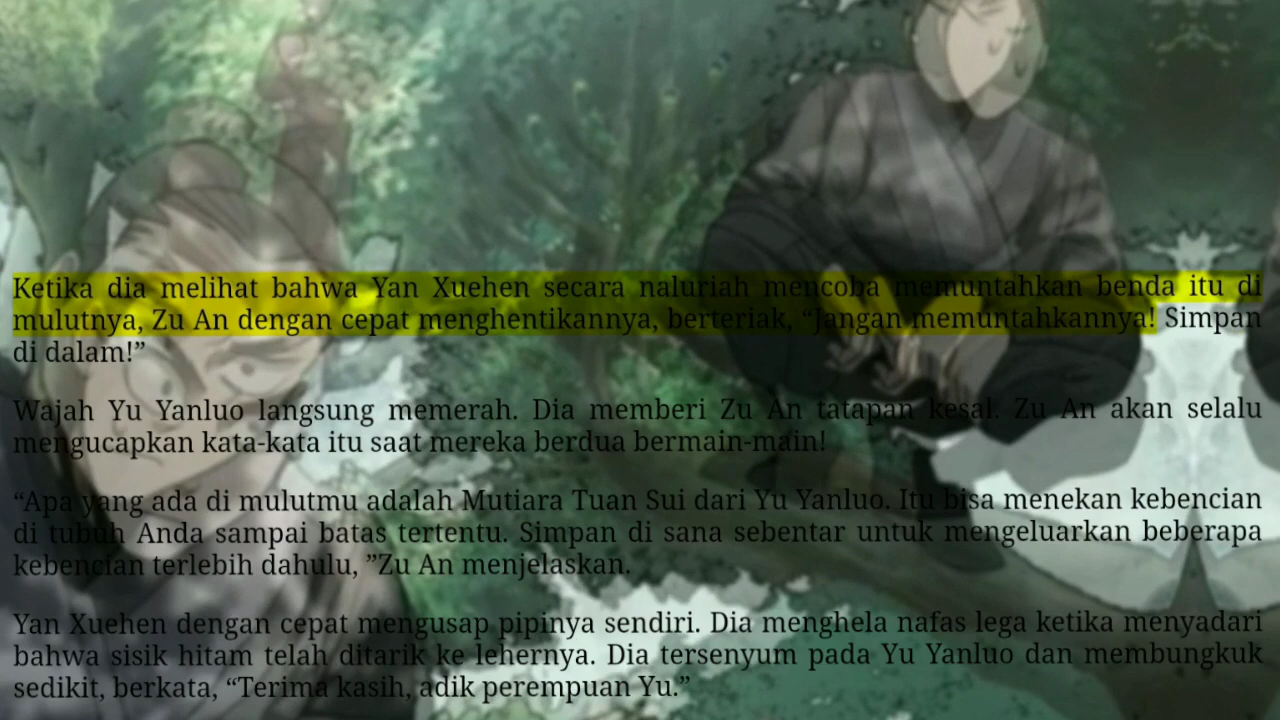 Ketika dia melihat bahwa Yan Xuehen secara naluriah mencoba memuntahkan benda itu di
mulutnya, Zu An dengan cepat menghentikannya, berteriak, “Jangan memuntahkannya! Simpan
di dalam!”
Wajah Yu Yanluo langsung memerah. Dia memberi Zu An tatapan kesal. Zu An akan selalu
mengucapkan kata-kata itu saat mereka berdua bermain-main!
“Apa yang ada di mulutmu adalah Mutiara Tuan Sui dari Yu Yanluo. Itu bisa menekan kebencian
di tubuh Anda sampai batas tertentu. Simpan di sana sebentar untuk mengeluarkan beberapa
kebencian terlebih dahulu, ”Zu An menjelaskan.
Yan Xuehen dengan cepat mengusap pipinya sendiri. Dia menghela nafas lega ketika menyadari
bahwa sisik hitam telah ditarik ke lehernya. Dia tersenyum pada Yu Yanluo dan membungkuk
sedikit, berkata, “Terima kasih, adik perempuan Yu.”